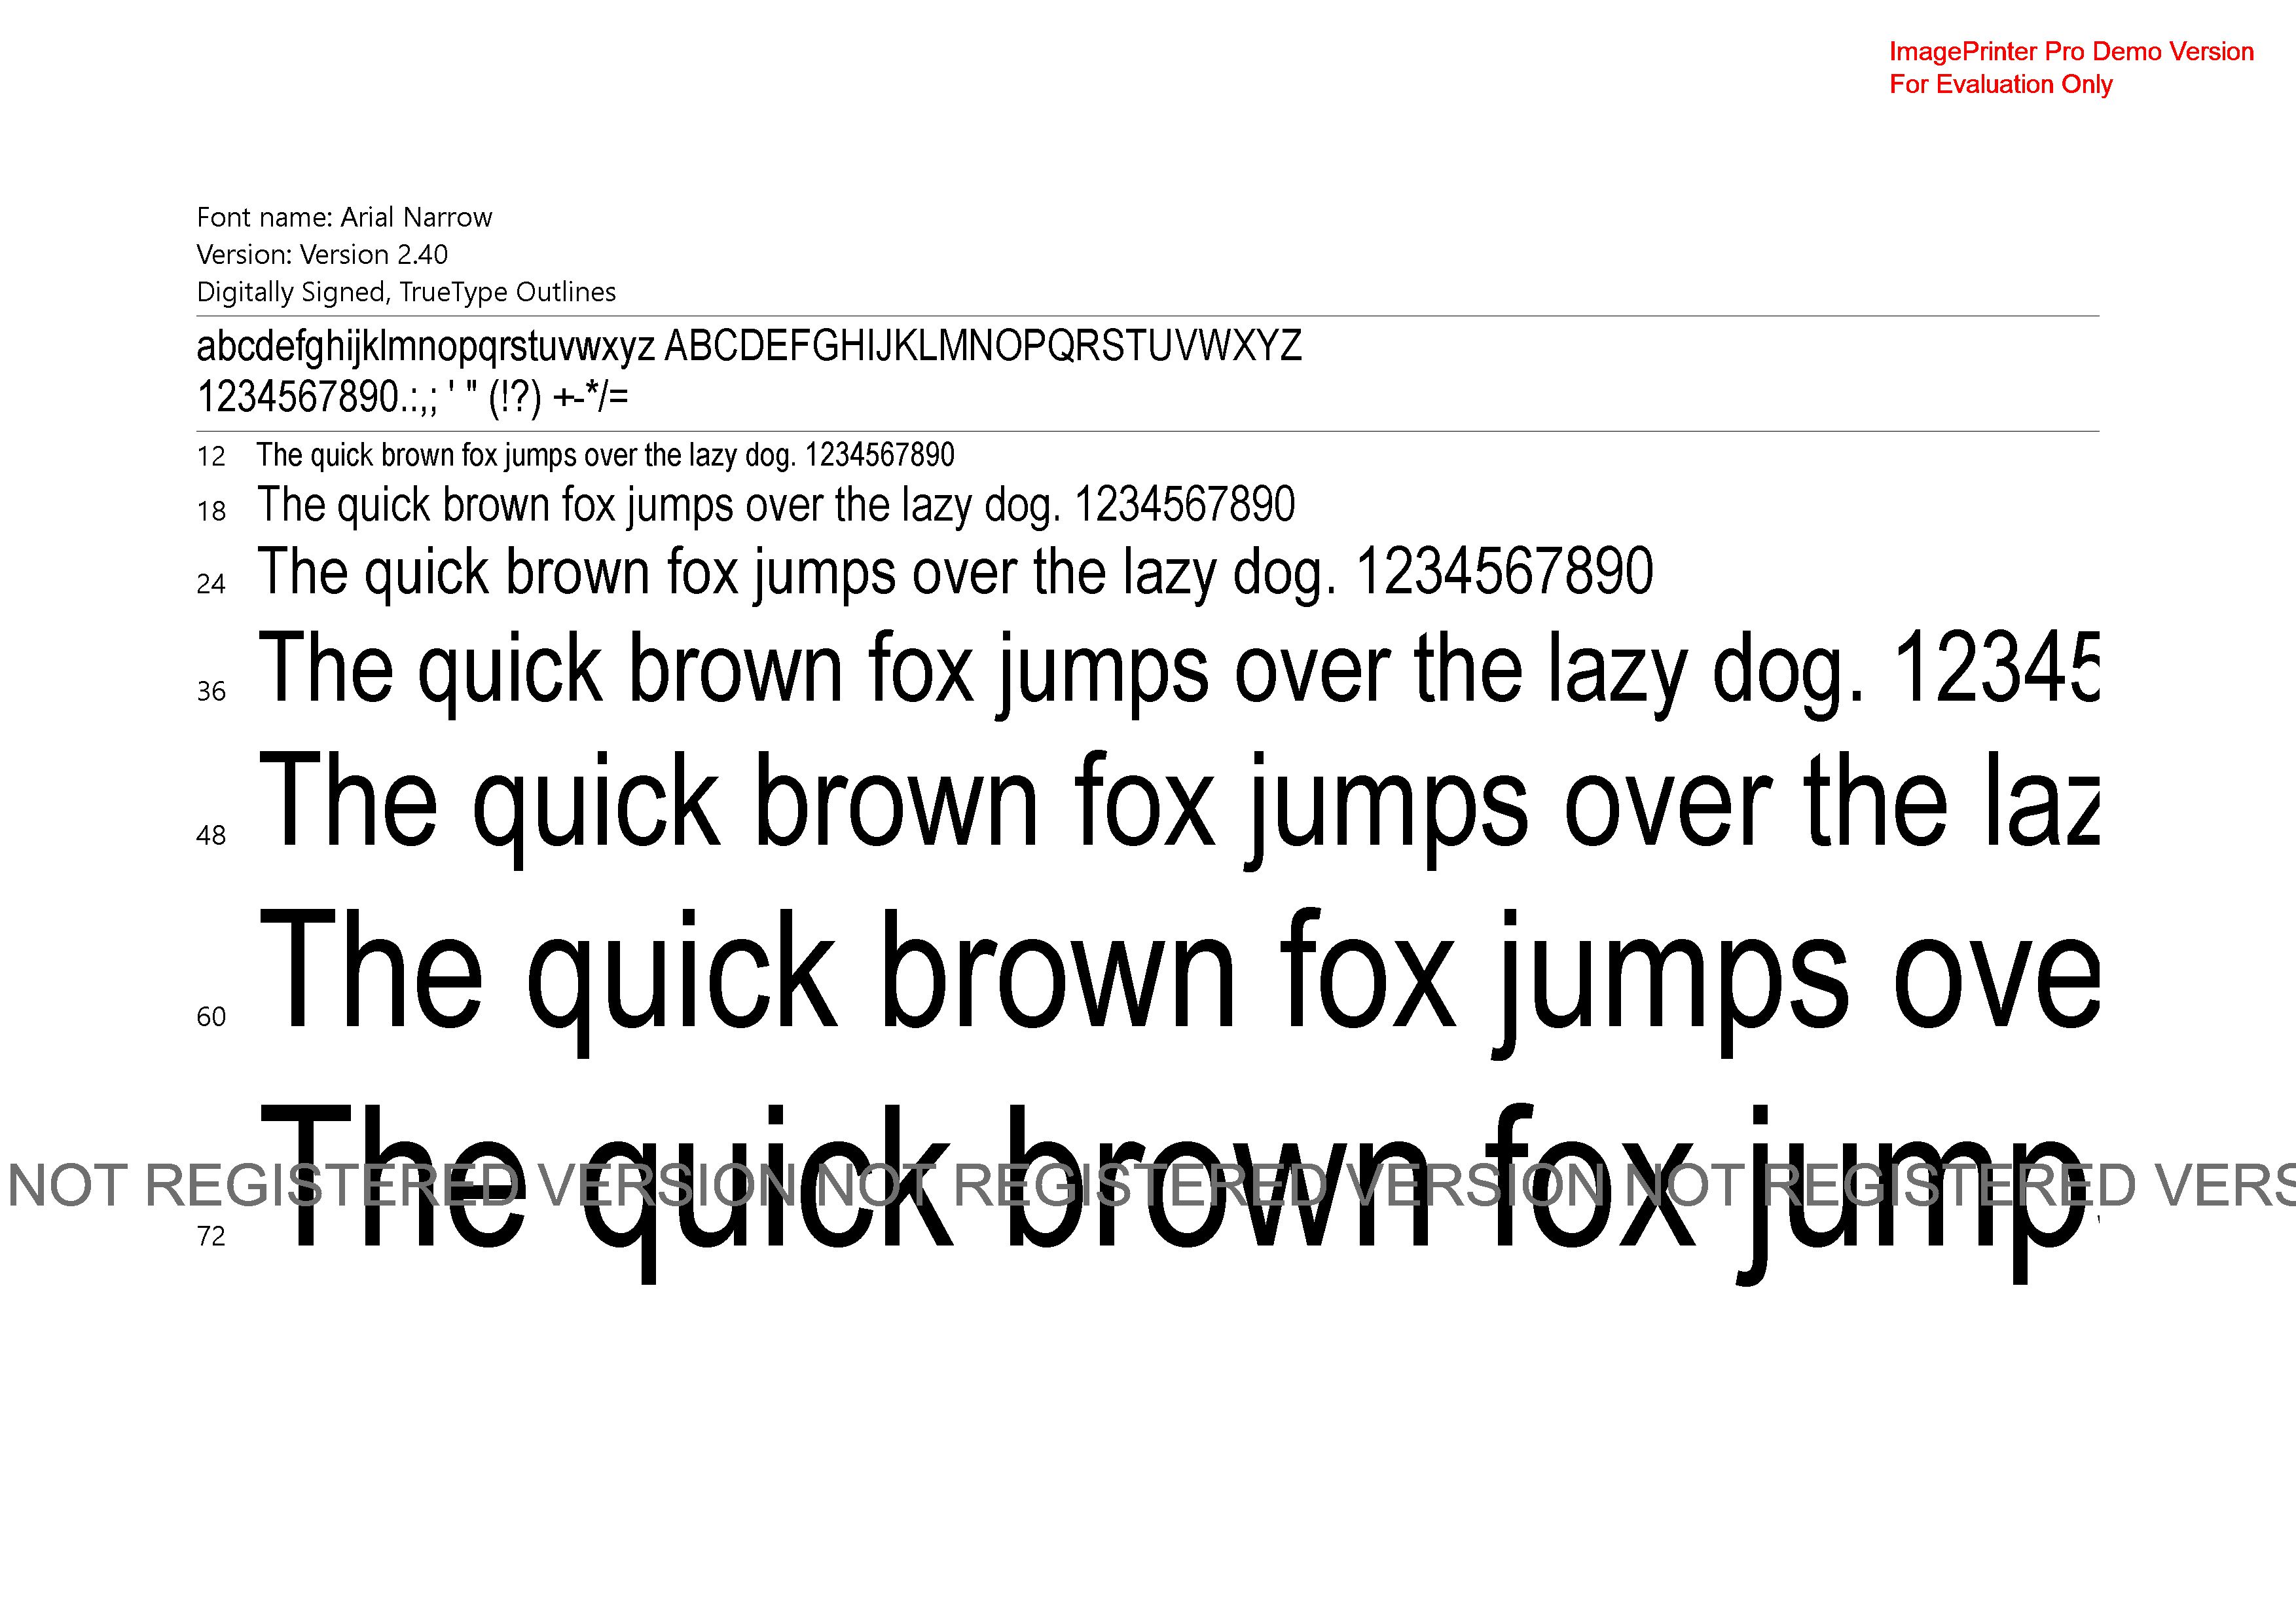 ImagePrinter Pro Demo Version
For Evaluation Only
Font name: Arial Narrow
Version: Version 2.40
Digitally Signed, TrueType Outlines
abcdefghijklmnopqrstuvwxyz ABCDEFGHIJKLMNOPQRSTUVWXYZ
1234567890.:,; ' " (!?) +-*/=
12 The quick brown fox jumps over the lazy dog. 1234567890
18 The quick brown fox jumps over the lazy dog. 1234567890
24 The quick brown fox jumps over the lazy dog. 1234567890
36 The quick brown fox jumps over the lazy dog. 12345
48 The quick brown fox jumps over the laz
60 The quick brown fox jumps ove
72 The quick brown fox jump
NOT REGISTERED VERSION NOT REGISTERED VERSION NOT REGISTERED VERS